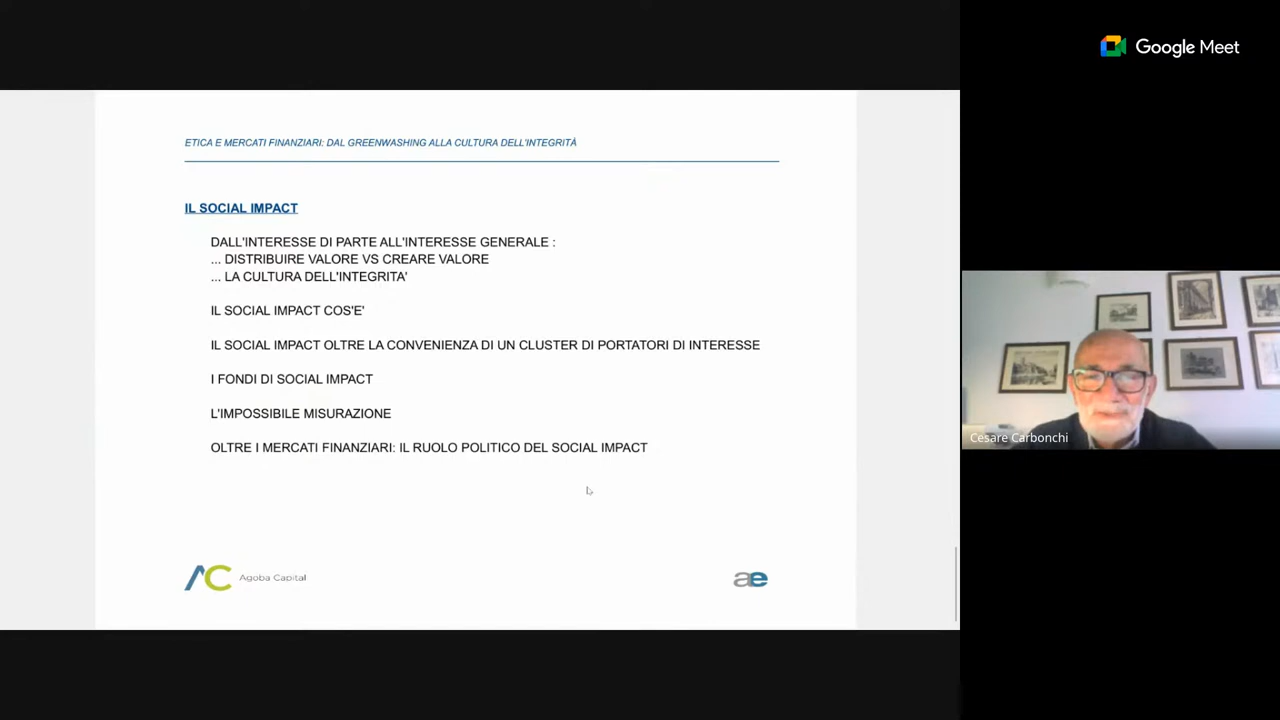 Google Meet
ETICA E MERCATI FINANZIARI: DAL GREENWASHING ALLA CULTURA DELL'INTEGRITÀ
IL SOCIAL IMPACT
DALL'INTERESSE DI PARTE ALL'INTERESSE GENERALE :
... DISTRIBUIRE VALORE VS CREARE VALORE
... LA CULTURA DELL'INTEGRITA'
IL SOCIAL IMPACT COS'E'
IL SOCIAL IMPACT OLTRE LA CONVENIENZA DI UN CLUSTER DI PORTATORI DI INTERESSE
I FONDI DI SOCIAL IMPACT
L'IMPOSSIBILE MISURAZIONE
OLTRE I MERCATI FINANZIARI: IL RUOLO POLITICO DEL SOCIAL IMPACT
AC Agoba Capital
ae
Cesare Carbonchi